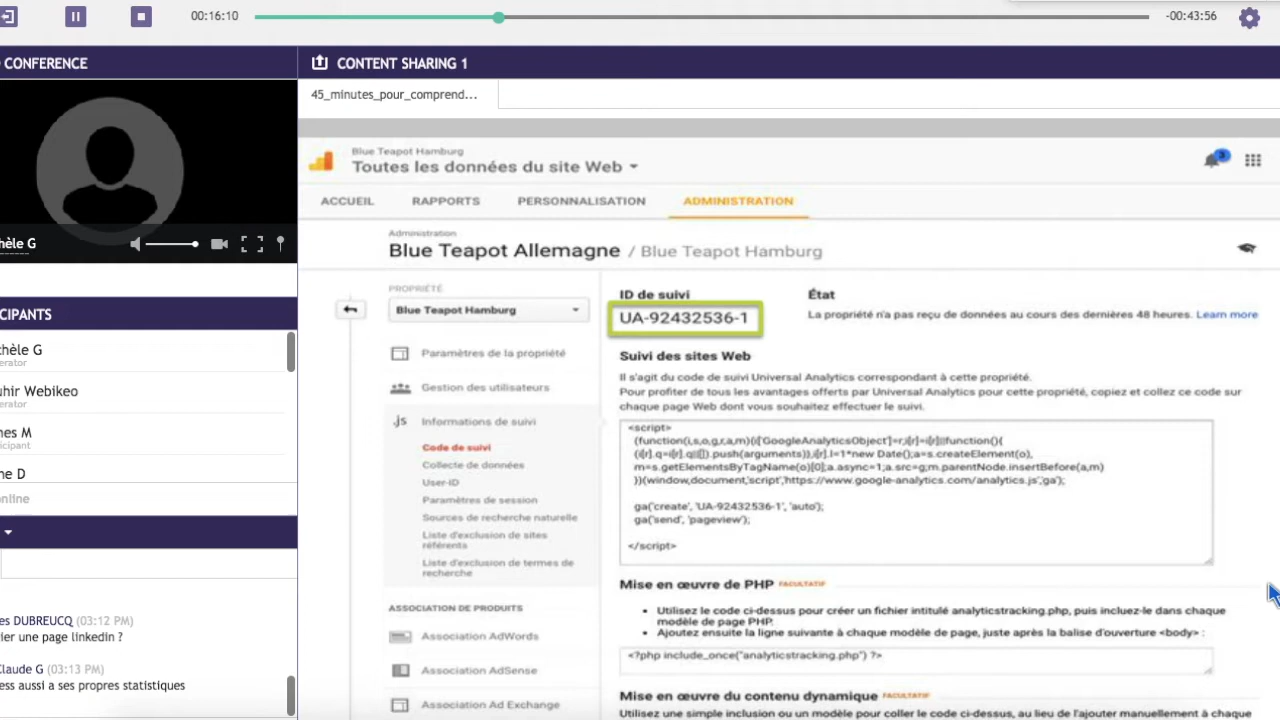 00:16:10
-00:43:56
CONFERENCE
CONTENT SHARING 1
45_minutes_pour_comprend...
Blue Teapot Hamburg
Toutes les données du site Web
3
ACCUEIL
RAPPORTS
PERSONNALISATION
ADMINISTRATION
Administration
Blue Teapot Allemagne / Blue Teapot Hamburg
hèle G
CIPANTS
chèle G
erator
uhir Webikeo
erator
nes M
icipant
ne D
online
es DUBREUCQ (03:12 PM)
ier une page linkedin ?
Claude G (03:13 PM)
ess aussi a ses propres statistiques
PROPRIÉTÉ
Blue Teapot Hamburg
Paramètres de la propriété
Gestion des utilisateurs
.js Informations de suivi
Code de suivi
Collecte de données
User-ID
Paramètres de session
Sources de recherche naturelle
Liste d'exclusion de sites
référents
Liste d'exclusion de termes de
recherche
ASSOCIATION DE PRODUITS
Association AdWords
Association AdSense
Association Ad Exchange
ID de suivi
UA-92432536-1
État
La propriété n'a pas reçu de données au cours des dernières 48 heures. Learn more
Suivi des sites Web
Il s'agit du code de suivi Universal Analytics correspondant à cette propriété.
Pour profiter de tous les avantages offerts par Universal Analytics pour cette propriété, copiez et collez ce code sur
chaque page Web dont vous souhaitez effectuer le suivi.
<script>
(function(i,s,o,g,r,a,m){i['GoogleAnalyticsObject']=r;i[r]=i[r]||function(){
(i[r].q=i[r].q||[]).push(arguments)},i[r].l=1*new Date();a=s.createElement(o),
m=s.getElementsByTagName(o)[0];a.async=1;a.src=g;m.parentNode.insertBefore(a,m)
})(window,document,'script','https://www.google-analytics.com/analytics.js','ga');
ga('create', 'UA-92432536-1', 'auto');
ga('send', 'pageview');
</script>
Mise en œuvre de PHP FACULTATIF
• Utilisez le code ci-dessus pour créer un fichier intitulé analyticstracking.php, puis incluez-le dans chaque
modèle de page PHP.
• Ajoutez ensuite la ligne suivante à chaque modèle de page, juste après la balise d'ouverture <body> :
<?php include_once("analyticstracking.php") ?>
Mise en œuvre du contenu dynamique FACULTATIF
Utilisez une simple inclusion ou un modèle pour coller le code ci-dessus, au lieu de l'ajouter manuellement à chaque